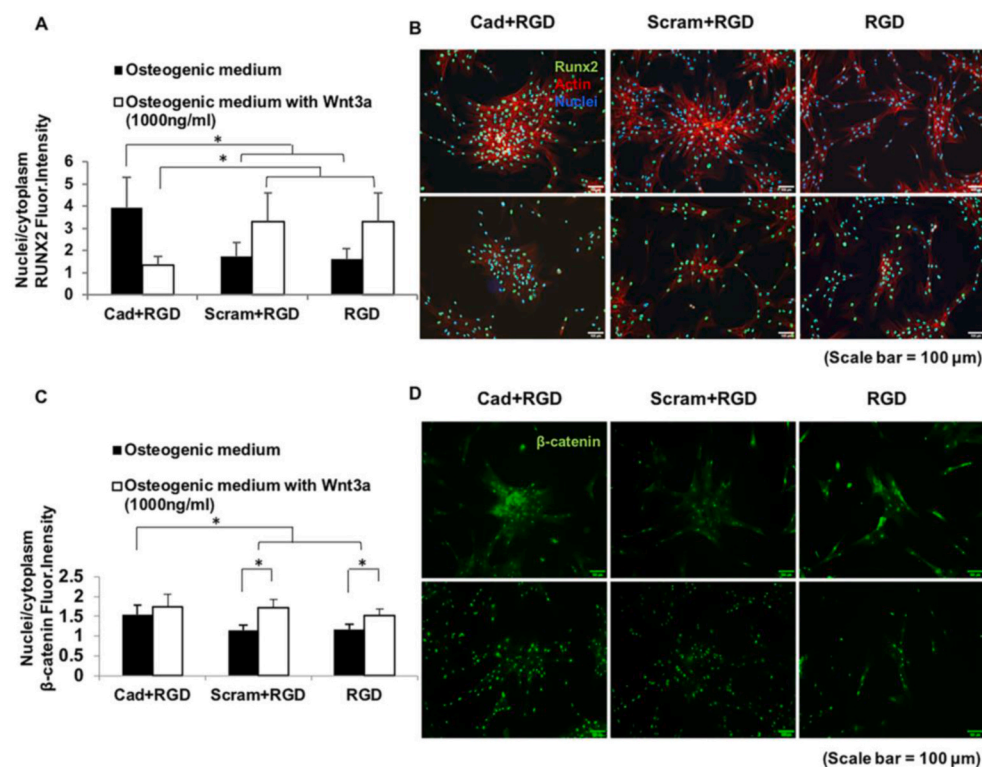 A
Osteogenic medium
Osteogenic medium with Wnt3a
(1000ng/ml)
*
*
Nuclei/cytoplasm
RUNX2 Fluor.Intensity
6
5
4
3
2
1
0
Cad+RGD
Scram+RGD
RGD
B
Cad+RGD
Scram+RGD
RGD
Runx2
Actin
Nuclei
(Scale bar = 100 µm)
C
Osteogenic medium
Osteogenic medium with Wnt3a
(1000ng/ml)
*
*
*
Nuclei/cytoplasm
β-catenin Fluor.Inensity
2.5
2
1.5
1
0.5
0
Cad+RGD
Scram+RGD
RGD
D
Cad+RGD
Scram+RGD
RGD
β-catenin
(Scale bar = 100 µm)